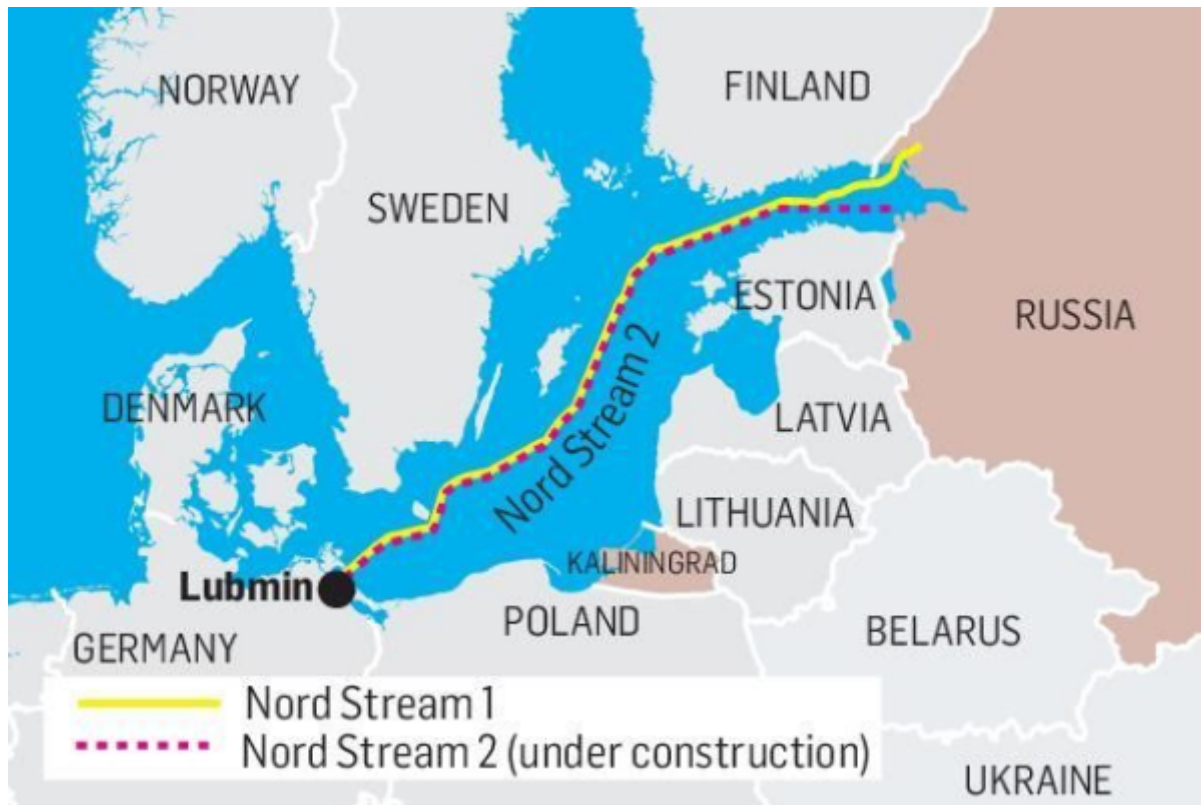 NORWAY
FINLAND
SWEDEN
ESTONIA
RUSSIA
DENMARK
LATVIA
Nord Stream 2
LITHUANIA
KALININGRAD
Lubmin
POLAND
BELARUS
GERMANY
Nord Stream 1
Nord Stream 2 (under construction)
UKRAINE